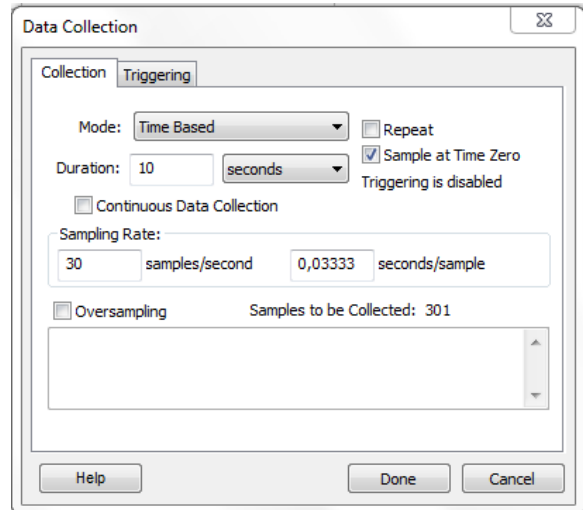 Data Collection
Collection Triggering
Mode: Time Based Repeat
Sample at Time Zero
Duration: 10 seconds Triggering is disabled
Continuous Data Collection
Sampling Rate:
30 samples/second 0,03333 seconds/sample
Oversampling Samples to be Collected: 301
Help Done Cancel